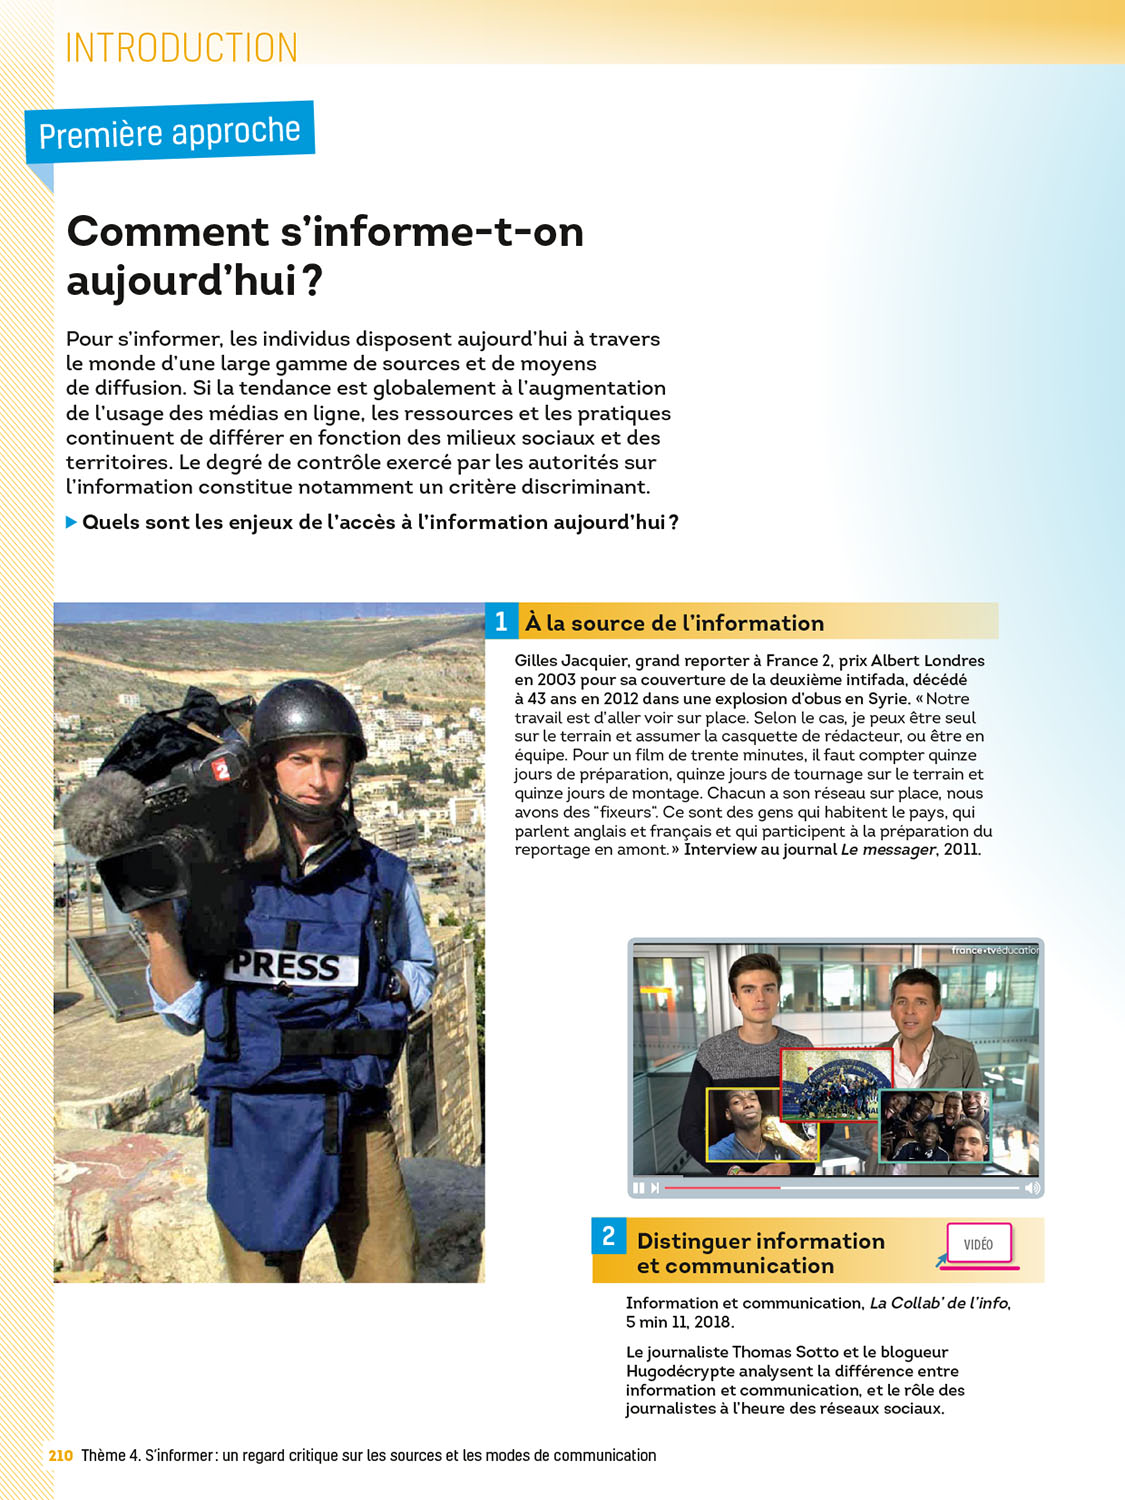 INTRODUCTION
Première approche
Comment s’informe-t-on
aujourd’hui ?
Pour s’informer, les individus disposent aujourd’hui à travers
le monde d’une large gamme de sources et de moyens
de diffusion. Si la tendance est globalement à l’augmentation
de l’usage des médias en ligne, les ressources et les pratiques
continuent de différer en fonction des milieux sociaux et des
territoires. Le degré de contrôle exercé par les autorités sur
l’information constitue notamment un critère discriminant.
▶ Quels sont les enjeux de l’accès à l’information aujourd’hui ?
1 À la source de l’information
Gilles Jacquier, grand reporter à France 2, prix Albert Londres
en 2003 pour sa couverture de la deuxième intifada, décédé
à 43 ans en 2012 dans une explosion d’obus en Syrie. « Notre
travail est d’aller voir sur place. Selon le cas, je peux être seul
sur le terrain et assumer la casquette de rédacteur, ou être en
équipe. Pour un film de trente minutes, il faut compter quinze
jours de préparation, quinze jours de tournage sur le terrain et
quinze jours de montage. Chacun a son réseau sur place, nous
avons des “fixeurs”. Ce sont des gens qui habitent le pays, qui
parlent anglais et français et qui participent à la préparation du
reportage en amont. » Interview au journal Le messager, 2011.
2
PRESS
france•tvéducation
2 Distinguer information
et communication
VIDÉO
Information et communication, La Collab’ de l’info,
5 min 11, 2018.
Le journaliste Thomas Sotto et le blogueur
Hugodécrypte analysent la différence entre
information et communication, et le rôle des
journalistes à l’heure des réseaux sociaux.
210 Thème 4. S’informer : un regard critique sur les sources et les modes de communication